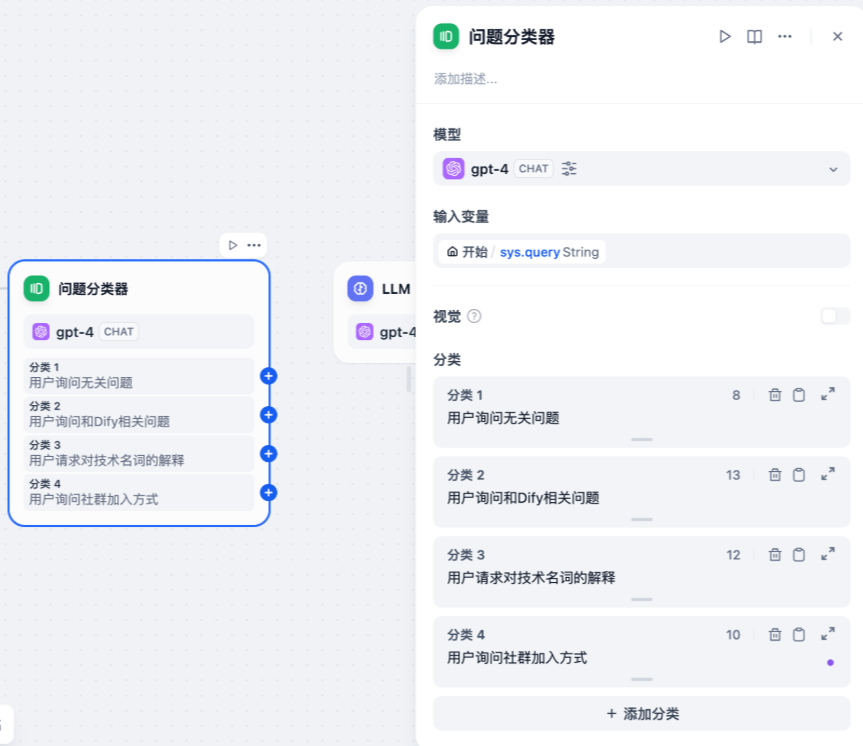 问题分类器
添加描述...
模型
gpt-4 CHAT
输入变量
开始 / sys.query String
视觉
分类
分类 1 8
用户询问无关问题
分类 2 13
用户询问和Dify相关问题
分类 3 12
用户请求对技术名词的解释
分类 4 10
用户询问社群加入方式
+ 添加分类
问题分类器
gpt-4 CHAT
分类 1
用户询问无关问题
分类 2
用户询问和Dify相关问题
分类 3
用户请求对技术名词的解释
分类 4
用户询问社群加入方式
LLM
gpt-4